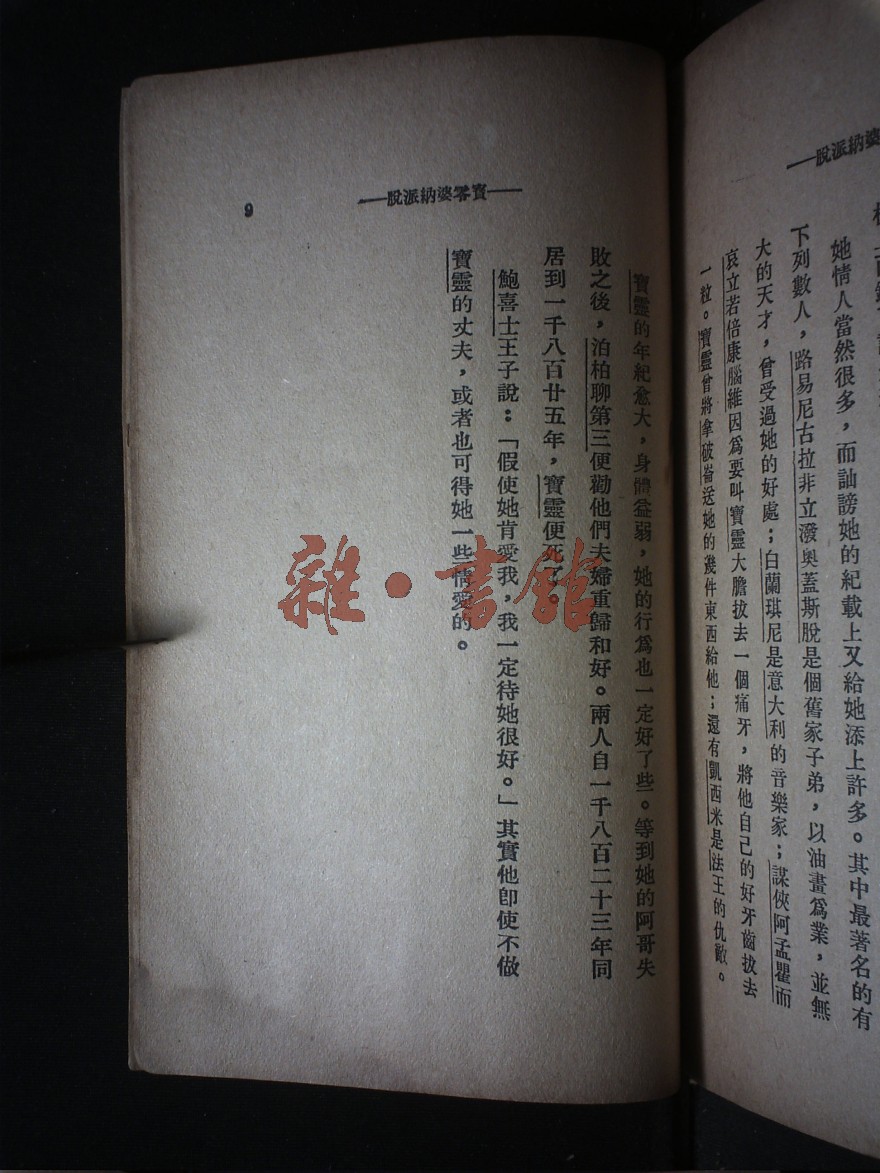 婆納派脫——
她情人當然很多，而訕謗她的紀載上又給她添上許多。其中最著名的有
下列數人，路易尼古拉非立潑奧蓋斯脫是個舊家子弟，以油畫爲業，並無
大的天才，曾受過她的好處；白蘭琪尼是意大利的音樂家；謀俠阿孟瞿而
哀立若倍康腦維因爲要叫寶靈大膽拔去一個痛牙，將他自己的好牙齒拔去
一粒。寶靈曾將拿破崙送她的幾件東西給他；還有凱西米是法王的仇敵。
——寶零婆納派脫——
9
寶靈的年紀愈大，身體益弱，她的行爲也一定好了些。等到她的阿哥失
敗之後，泊柏聊第三便勸他們夫婦重歸和好。兩人自一千八百二十三年同
居到一千八百廿五年，寶靈便死了。
鮑喜士王子說：「假使她肯愛我，我一定待她很好。」其實他卽使不做
寶靈的丈夫，或者也可得她一些情愛的。
雜·書館